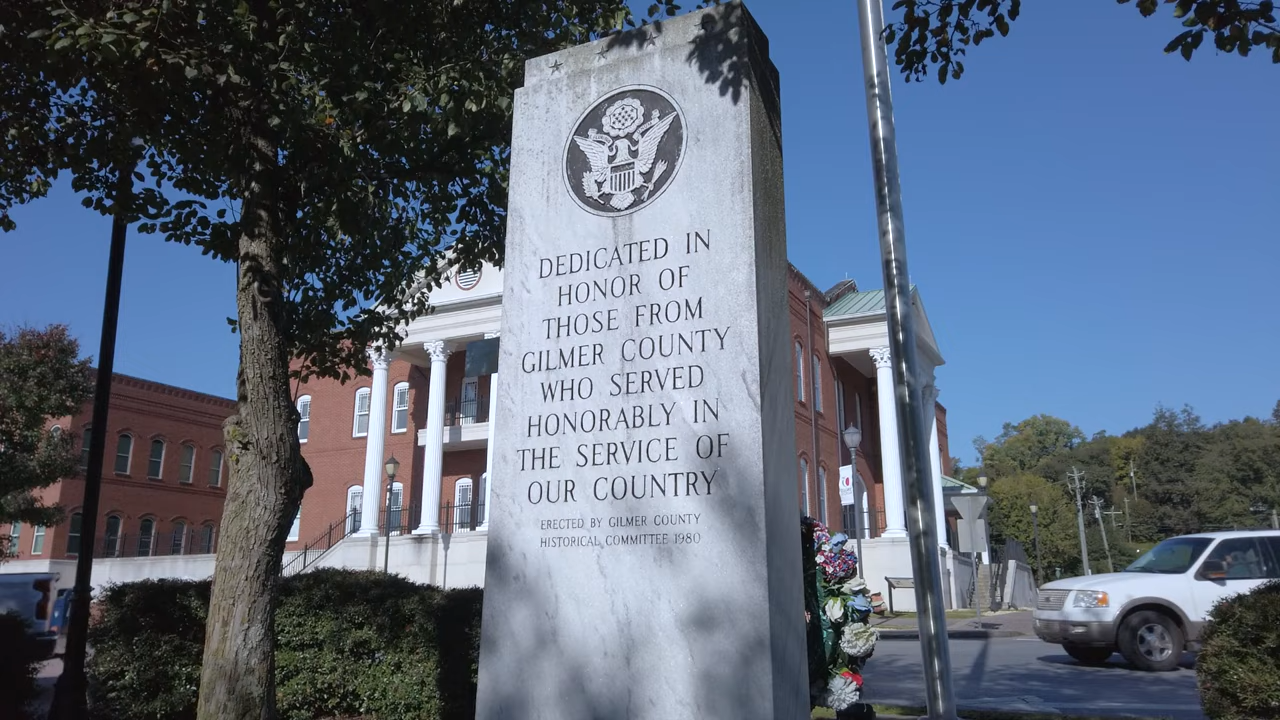 DEDICATED IN
HONOR OF
THOSE FROM
GILMER COUNTY
WHO SERVED
HONORABLY IN
THE SERVICE OF
OUR COUNTRY
ERECTED BY GILMER COUNTY
HISTORICAL COMMITTEE 1980